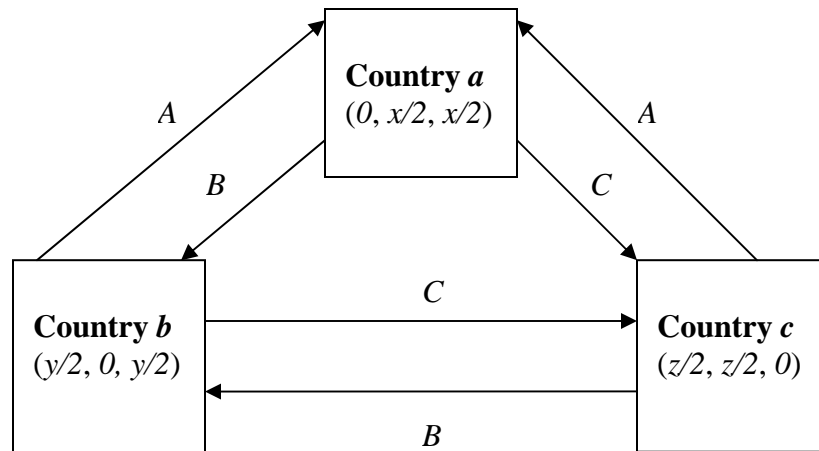 Country a
(0, x/2, x/2)
A
A
B
C
C
Country b
(y/2, 0, y/2)
Country c
(z/2, z/2, 0)
B